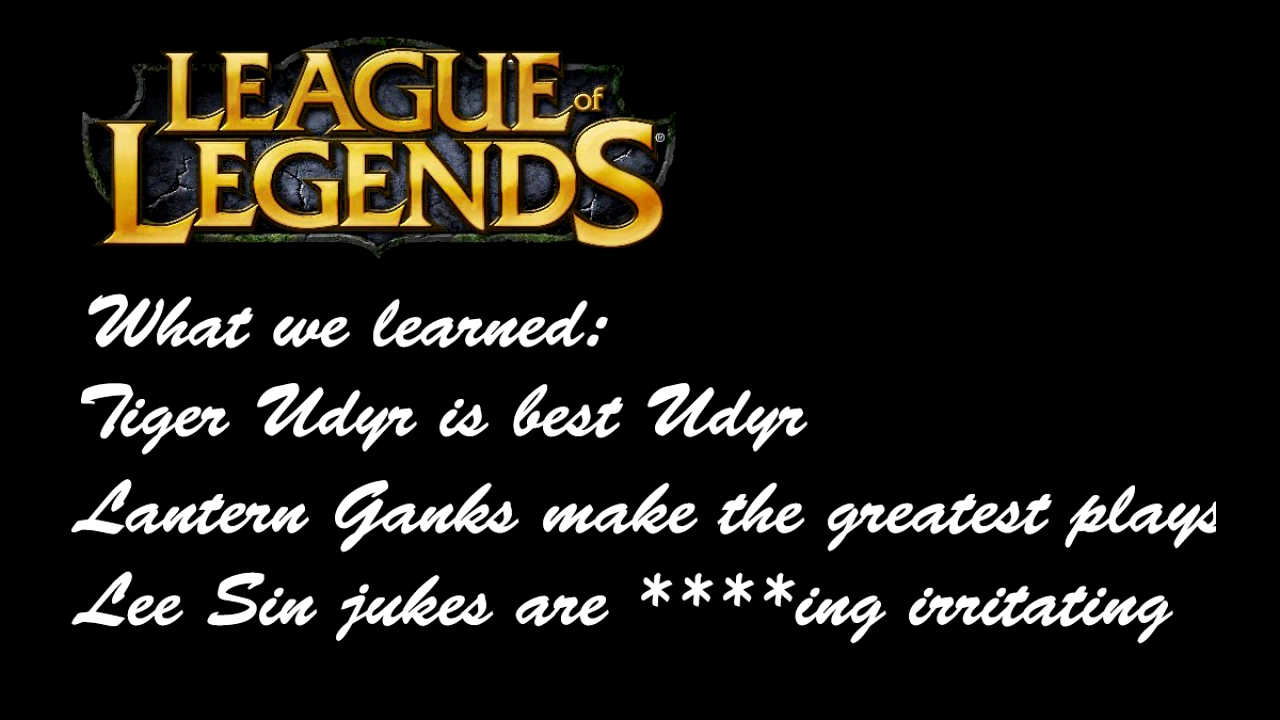 LEAGUE of
LEGENDS®
What we learned:
Tiger Udyr is best Udyr
Lantern Ganks make the greatest plays
Lee Sin jukes are ****ing irritating